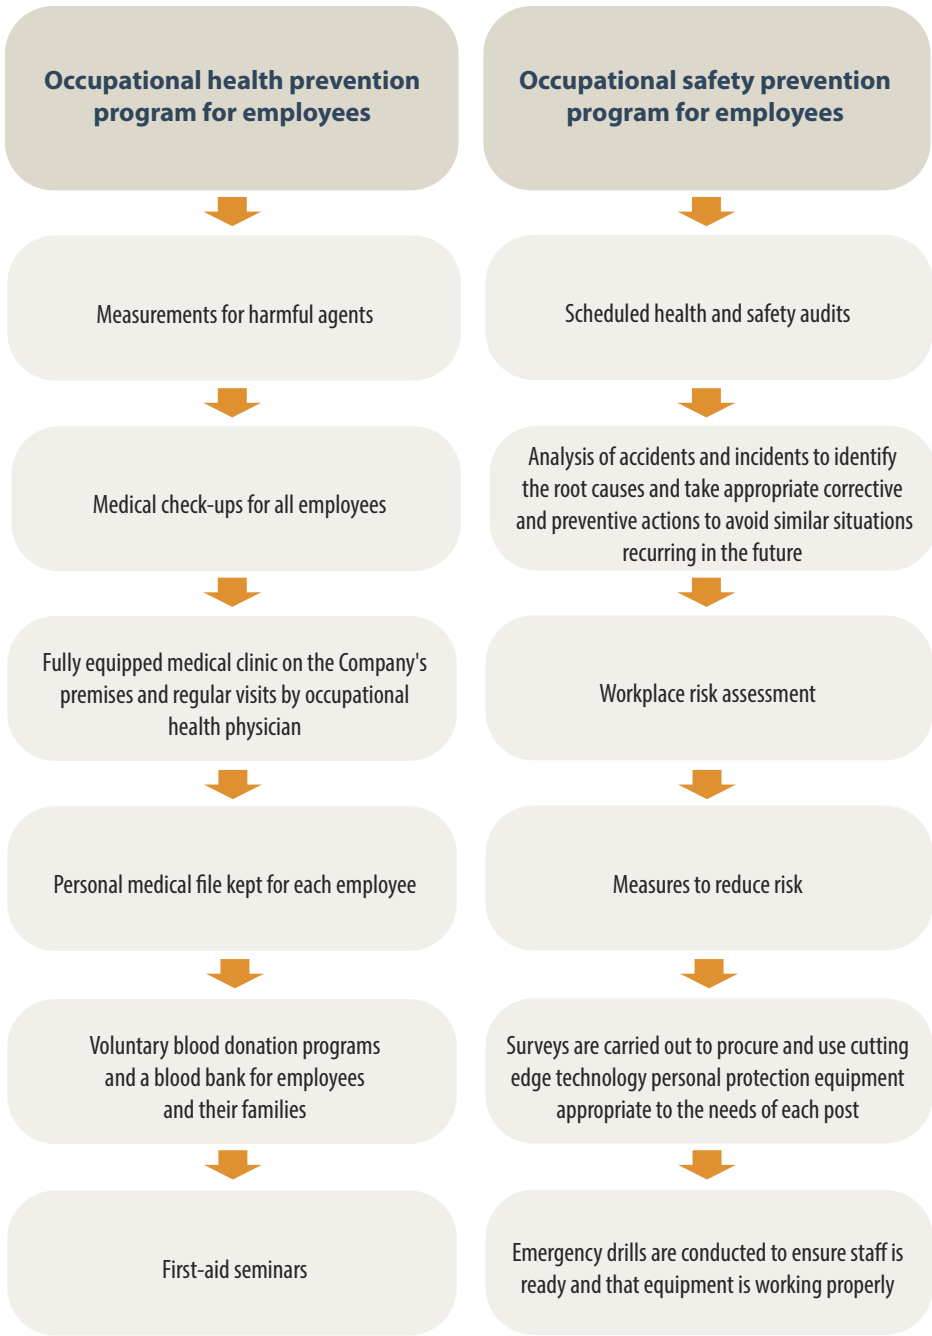 Occupational health prevention
program for employees
Measurements for harmful agents
Medical check-ups for all employees
Fully equipped medical clinic on the Company's
premises and regular visits by occupational
health physician
Personal medical file kept for each employee
Voluntary blood donation programs
and a blood bank for employees
and their families
First-aid seminars
Occupational safety prevention
program for employees
Scheduled health and safety audits
Analysis of accidents and incidents to identify
the root causes and take appropriate corrective
and preventive actions to avoid similar situations
recurring in the future
Workplace risk assessment
Measures to reduce risk
Surveys are carried out to procure and use cutting
edge technology personal protection equipment
appropriate to the needs of each post
Emergency drills are conducted to ensure staff is
ready and that equipment is working properly